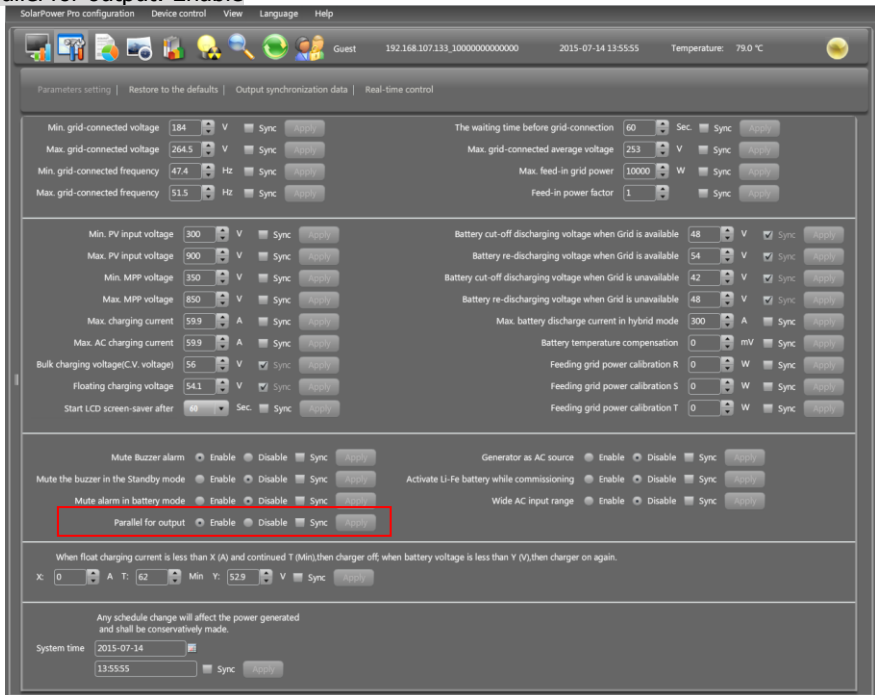 SolarPower Pro configuration Device control View Language Help
Guest 192.168.107.133_10000000000000 2015-07-14 13:55:55 Temperature: 79.0 °C
Parameters setting | Restore to the defaults | Output synchronization data | Real-time control
Min. grid-connected voltage 184 V Sync Apply The waiting time before grid-connection 60 Sec. Sync Apply
Max. grid-connected voltage 264.5 V Sync Apply Max. grid-connected average voltage 253 V Sync Apply
Min. grid-connected frequency 47.4 Hz Sync Apply Max. feed-in grid power 10000 W Sync Apply
Max. grid-connected frequency 51.5 Hz Sync Apply Feed-in power factor 1 Sync Apply
Min. PV input voltage 300 V Sync Apply Battery cut-off discharging voltage when Grid is available 48 V Sync Apply
Max. PV input voltage 900 V Sync Apply Battery re-discharging voltage when Grid is available 54 V Sync Apply
Min. MPP voltage 350 V Sync Apply Battery cut-off discharging voltage when Grid is unavailable 42 V Sync Apply
Max. MPP voltage 850 V Sync Apply Battery re-discharging voltage when Grid is unavailable 48 V Sync Apply
Max. charging current 59.9 A Sync Apply Max. battery discharge current in hybrid mode 300 A Sync Apply
Max. AC charging current 59.9 A Sync Apply Battery temperature compensation 0 mV Sync Apply
Bulk charging voltage(C.V. voltage) 56 V Sync Apply Feeding grid power calibration R 0 W Sync Apply
Floating charging voltage 54.1 V Sync Apply Feeding grid power calibration S 0 W Sync Apply
Start LCD screen-saver after 60 Sec. Sync Apply Feeding grid power calibration T 0 W Sync Apply
Mute Buzzer alarm Enable Disable Sync Apply Generator as AC source Enable Disable Sync Apply
Mute the buzzer in the Standby mode Enable Disable Sync Apply Activate Li-Fe battery while commissioning Enable Disable Sync Apply
Mute alarm in battery mode Enable Disable Sync Apply Wide AC input range Enable Disable Sync Apply
Parallel for output Enable Disable Sync Apply
When float charging current is less than X (A) and continued T (Min),then charger off; when battery voltage is less than Y (V),then charger on again.
X: 0 A T: 62 Min Y: 52.9 V Sync Apply
Any schedule change will affect the power generated
and shall be conservatively made.
System time 2015-07-14
13:55:55 Sync Apply